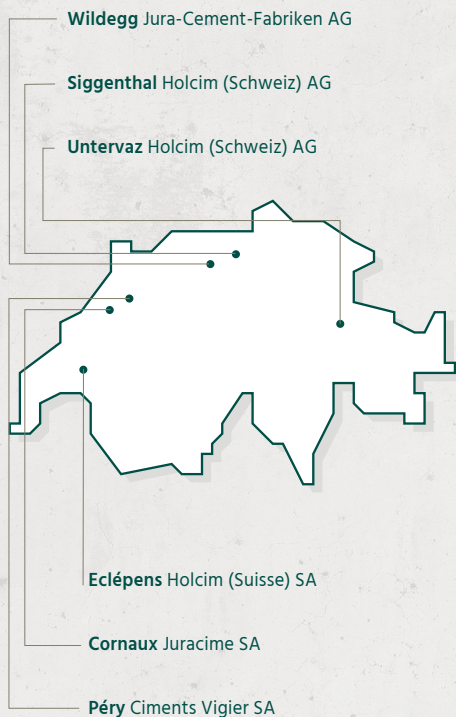 Wildegg Jura-Cement-Fabriken AG
Siggenthal Holcim (Schweiz) AG
Untervaz Holcim (Schweiz) AG
Eclépens Holcim (Suisse) SA
Cornaux Juracime SA
Péry Ciments Vigier SA